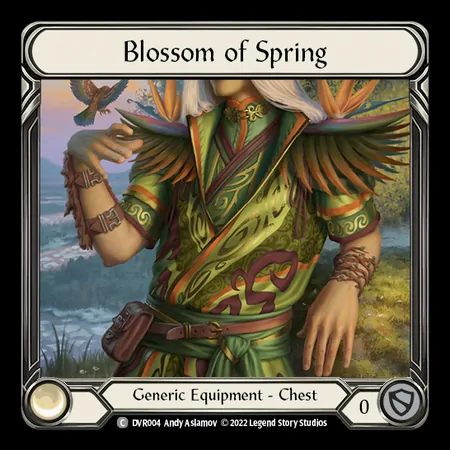 Blossom of Spring
Generic Equipment - Chest
0
C DVR004 Andy Aslamov © 2022 Legend Story Studios